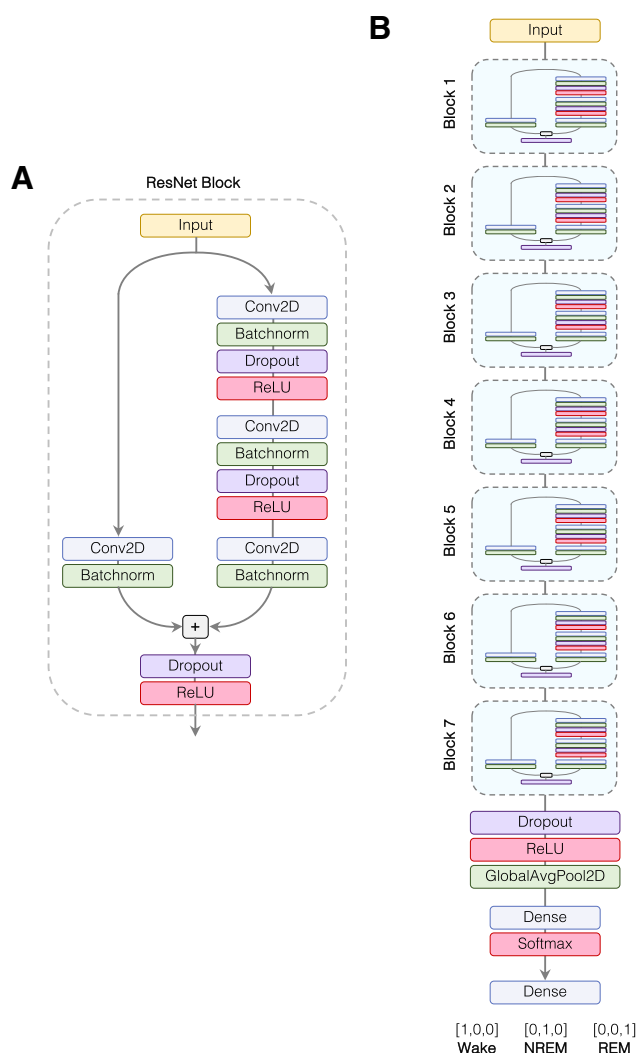 A
ResNet Block
Input
Conv2D
Batchnorm
Dropout
ReLU
Conv2D
Batchnorm
Dropout
ReLU
Conv2D
Batchnorm
Conv2D
Batchnorm
+
Dropout
ReLU
B
Input
Block 1
Block 2
Block 3
Block 4
Block 5
Block 6
Block 7
Dropout
ReLU
GlobalAvgPool2D
Dense
Softmax
Dense
[1,0,0] [0,1,0] [0,0,1]
Wake NREM REM